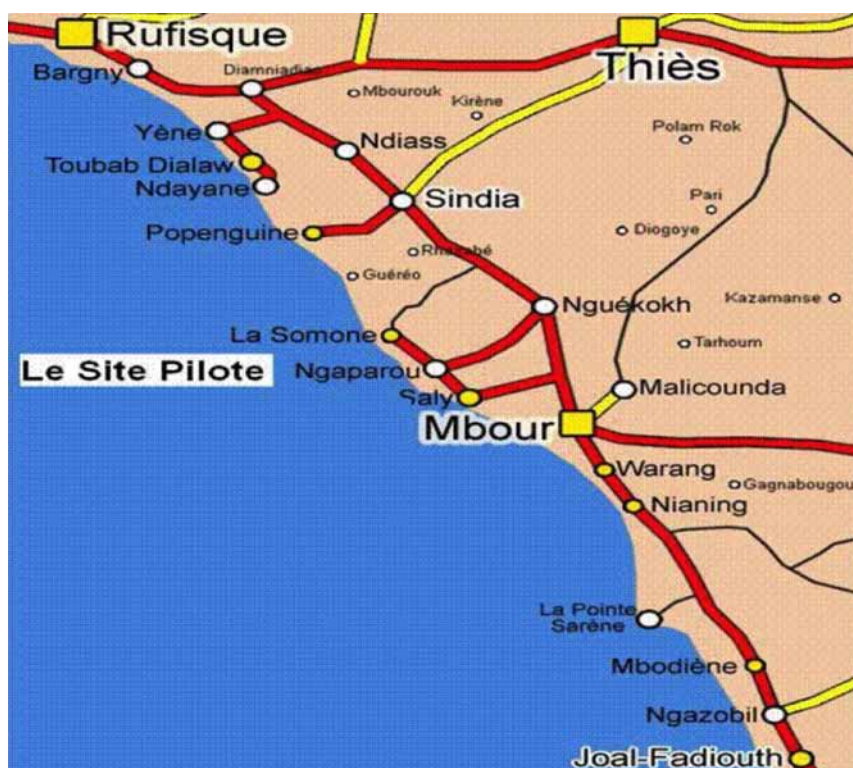 Rufisque
Thiès
Bargny
Diamniadio
Mbourouk
Kirène
Yène
Ndiass
Polam Rok
Toubab Dialaw
Ndayane
Sindia
Pari
Popenguine
Diogoye
Guéréo
Nguékokh
Kazamanse
La Somone
Tarhoum
Le Site Pilote
Ngaparou
Malicounda
Saly
Mbour
Warang
Gagnabougou
Nianing
La Pointe
Sarène
Mbodiène
Ngazobil
Joal-Fadiouth